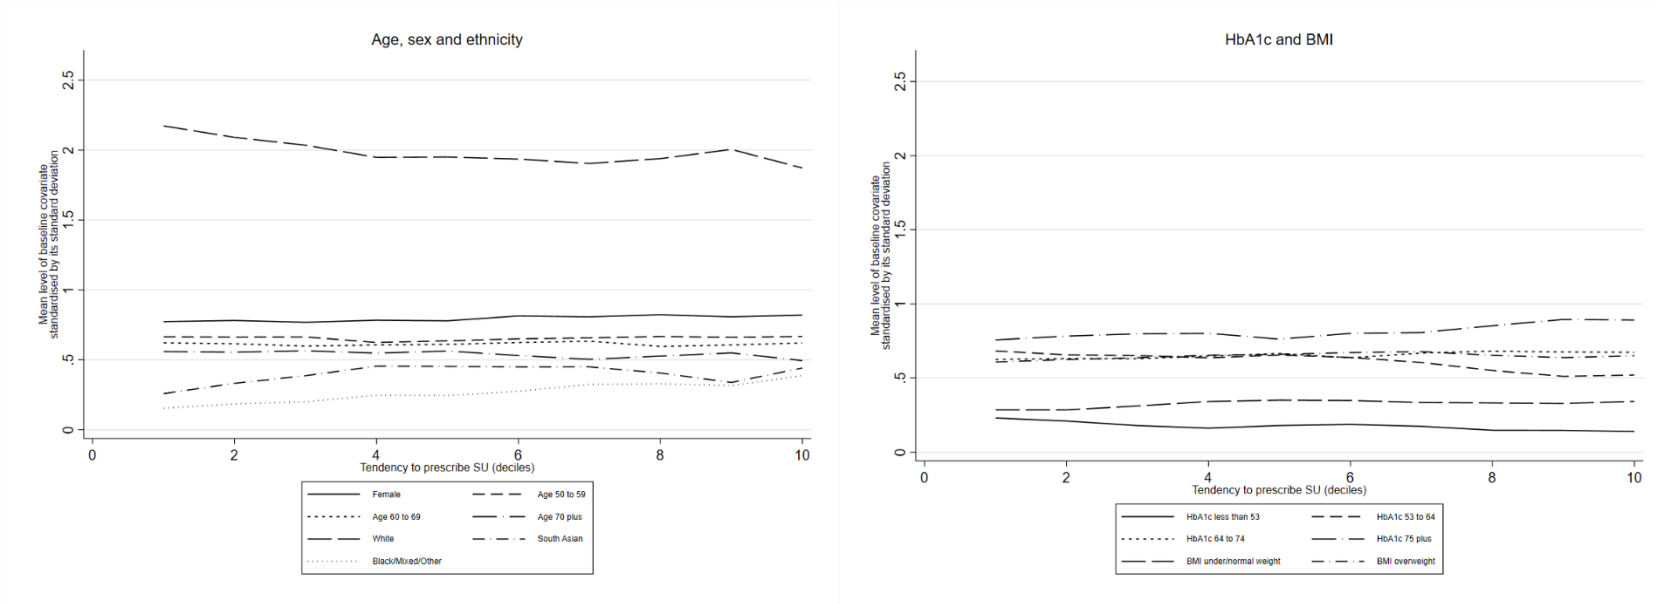 Age, sex and ethnicity
Mean level of baseline covariate
standardised by its standard deviation
2.5
2
1.5
1
.5
0
0 2 4 6 8 10
Tendency to prescribe SU (deciles)
Female Age 50 to 59
Age 60 to 69 Age 70 plus
White South Asian
Black/Mixed/Other
HbA1c and BMI
Mean level of baseline covariate
standardised by its standard deviation
2.5
2
1.5
1
.5
0
0 2 4 6 8 10
Tendency to prescribe SU (deciles)
HbA1c less than 53 HbA1c 53 to 64
HbA1c 64 to 74 HbA1c 75 plus
BMI under/normal weight BMI overweight